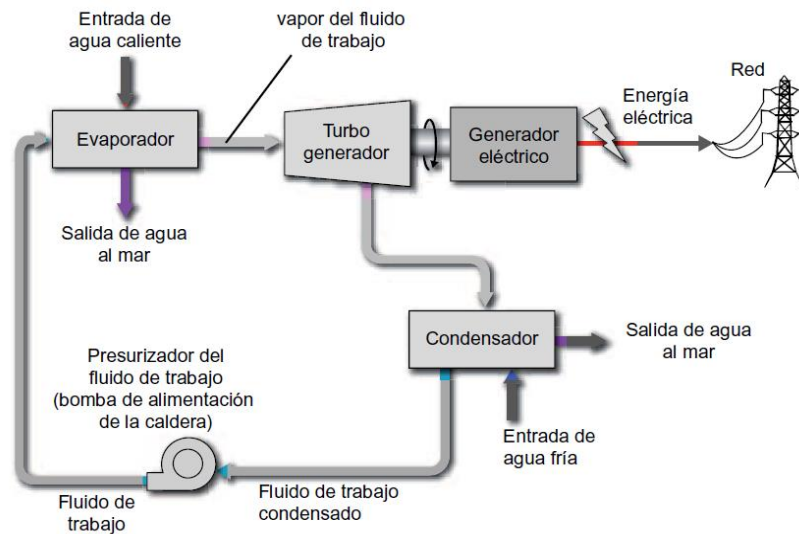 Entrada de
agua caliente
vapor del fluido
de trabajo
Red
Energía
eléctrica
Evaporador
Turbo
generador
Generador
eléctrico
Salida de agua
al mar
Condensador
Salida de agua
al mar
Presurizador del
fluido de trabajo
(bomba de alimentación
de la caldera)
Entrada de
agua fría
Fluido de
trabajo
Fluido de trabajo
condensado